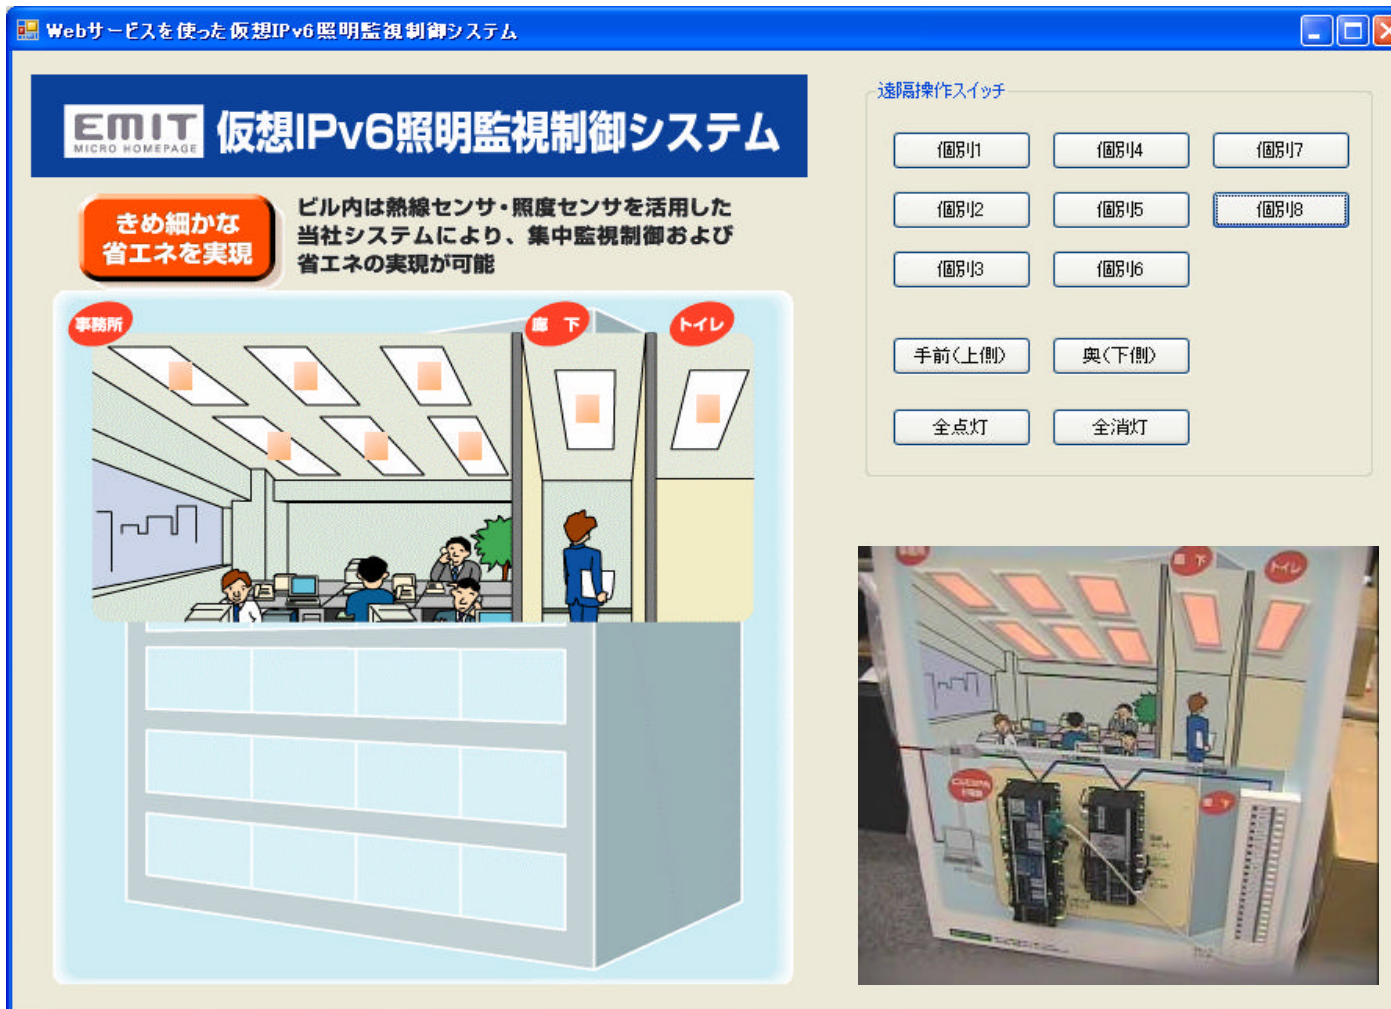 Webサービスを使った仮想IPv6照明監視制御システム
EMIT
MICRO HOMEPAGE
仮想IPv6照明監視制御システム
きめ細かな
省エネを実現
ビル内は熱線センサ・照度センサを活用した
当社システムにより、集中監視制御および
省エネの実現が可能
事務所
廊下
トイレ
遠隔操作スイッチ
個別1
個別4
個別7
個別2
個別5
個別8
個別3
個別6
手前(上側)
奥(下側)
全点灯
全消灯
廊下
トイレ
廊下